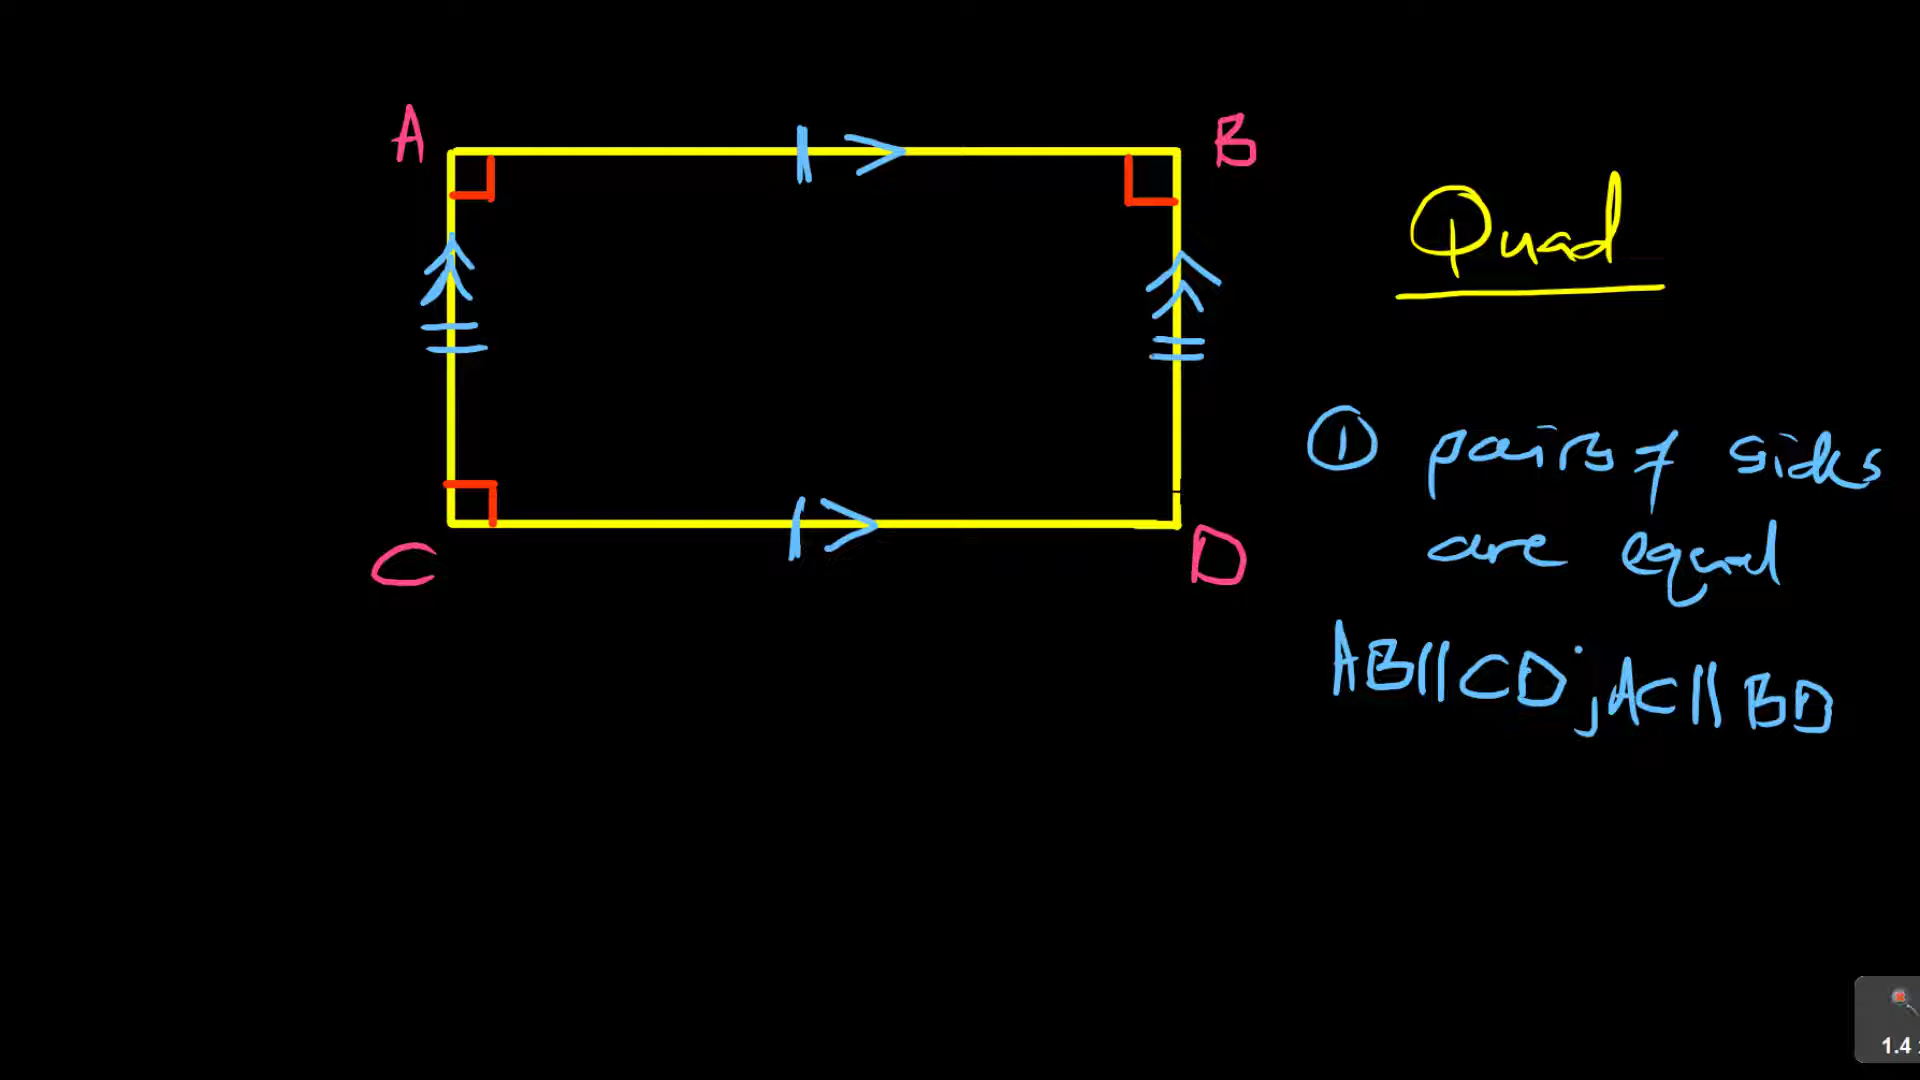 A
B
Quad
① pairs of sides
are equal
C
D
AB||CD; AC||BD
1.4